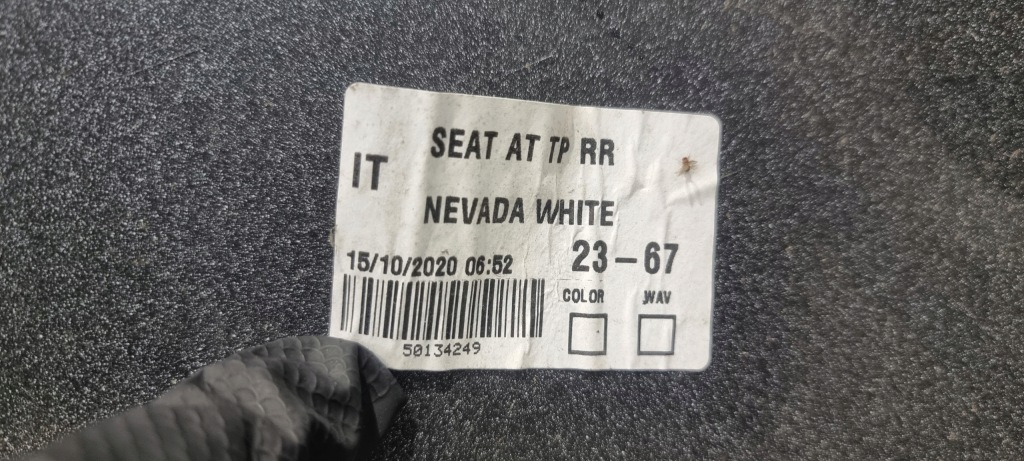 SEAT AT TP RR
IT
NEVADA WHITE
23-67
15/10/2020 06:52
COLOR WAV
50134249